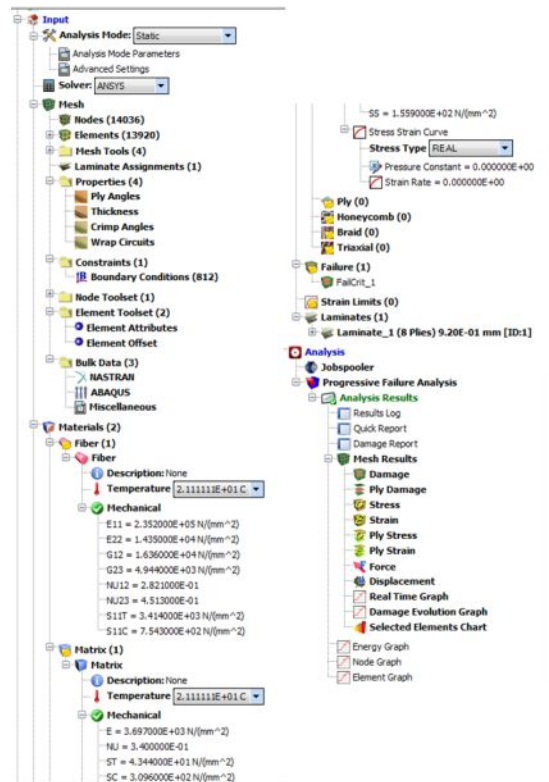 Input
Analysis Mode: Static
Analysis Mode Parameters
Advanced Settings
Solver: ANSYS
Mesh
Nodes (14036)
Elements (13920)
Mesh Tools (4)
Laminate Assignments (1)
Properties (4)
Ply Angles
Thickness
Crimp Angles
Wrap Circuits
Constraints (1)
Boundary Conditions (812)
Node Toolset (1)
Element Toolset (2)
Element Attributes
Element Offset
Bulk Data (3)
NASTRAN
ABAQUS
Miscellaneous
Materials (2)
Fiber (1)
Fiber
Description: None
Temperature 2.111111E+01 C
Mechanical
E11 = 2.352000E+05 N/(mm^2)
E22 = 1.435000E+04 N/(mm^2)
G12 = 1.636000E+04 N/(mm^2)
G23 = 4.944000E+03 N/(mm^2)
NU12 = 2.821000E-01
NU23 = 4.513000E-01
S11T = 3.414000E+03 N/(mm^2)
S11C = 7.543000E+02 N/(mm^2)
Matrix (1)
Matrix
Description: None
Temperature 2.111111E+01 C
Mechanical
E = 3.697000E+03 N/(mm^2)
NU = 3.400000E-01
ST = 4.344000E+01 N/(mm^2)
SC = 3.096000E+02 N/(mm^2)
SS = 1.559000E+02 N/(mm^2)
Stress Strain Curve
Stress Type REAL
Pressure Constant = 0.000000E+00
Strain Rate = 0.000000E+00
Ply (0)
Honeycomb (0)
Braid (0)
Triaxial (0)
Failure (1)
FailCrit_1
Strain Limits (0)
Laminates (1)
Laminate_1 (8 Plies) 9.20E-01 mm [ID:1]
Analysis
Jobspooler
Progressive Failure Analysis
Analysis Results
Results Log
Quick Report
Damage Report
Mesh Results
Damage
Ply Damage
Stress
Strain
Ply Stress
Ply Strain
Force
Displacement
Real Time Graph
Damage Evolution Graph
Selected Elements Chart
Energy Graph
Node Graph
Element Graph